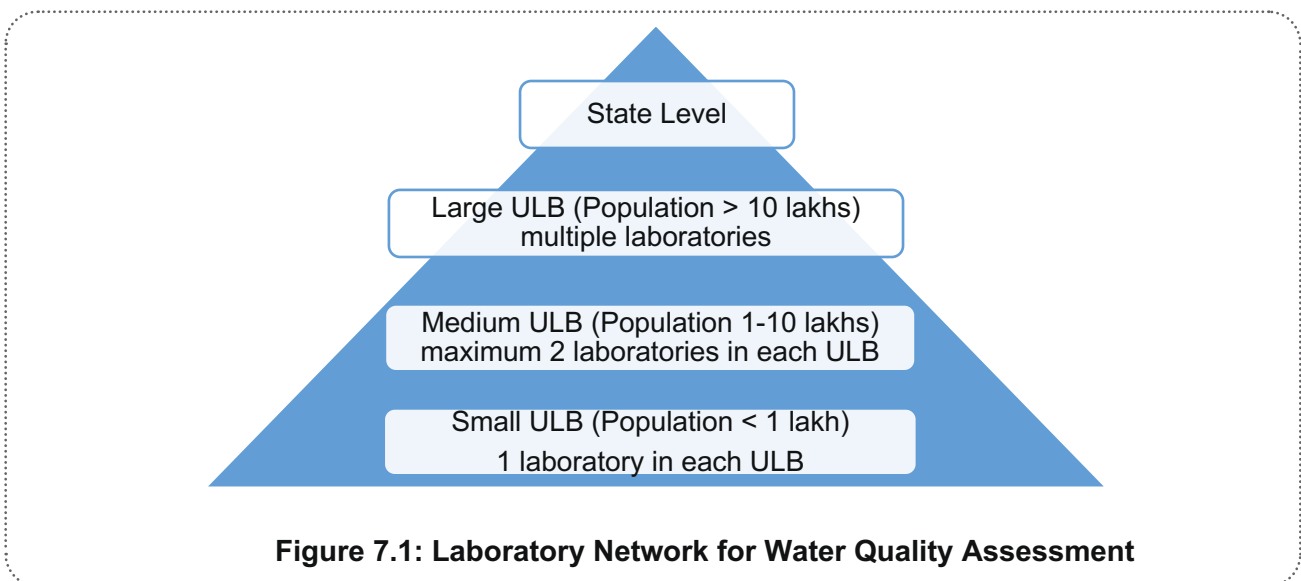 State Level
Large ULB (Population > 10 lakhs)
multiple laboratories
Medium ULB (Population 1-10 lakhs)
maximum 2 laboratories in each ULB
Small ULB (Population < 1 lakh)
1 laboratory in each ULB
Figure 7.1: Laboratory Network for Water Quality Assessment